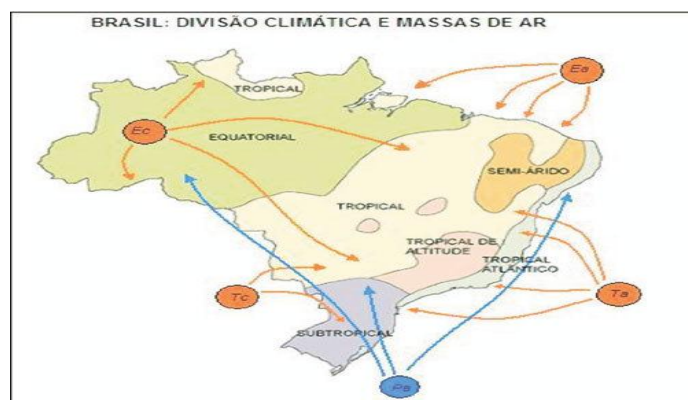 BRASIL: DIVISÃO CLIMÁTICA E MASSAS DE AR
Ea
TROPICAL
Ec
EQUATORIAL
SEMI-ÁRIDO
TROPICAL
TROPICAL DE
ALTITUDE
TROPICAL
ATLÂNTICO
Tc
Ta
SUBTROPICAL
Pa